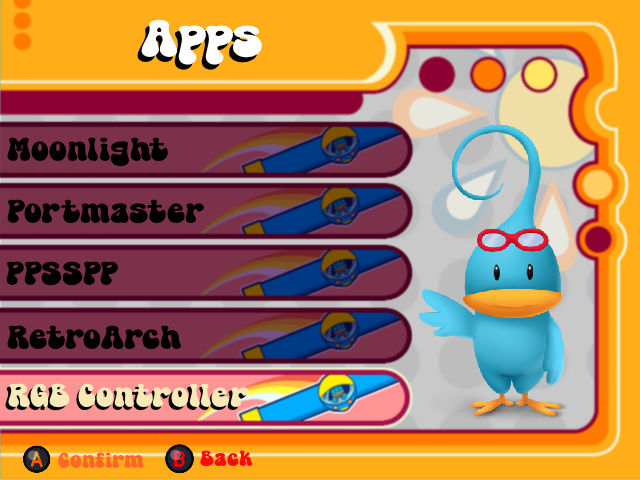 Apps
Moonlight
Portmaster
PPSSPP
RetroArch
RGB Controller
A Confirm B Back